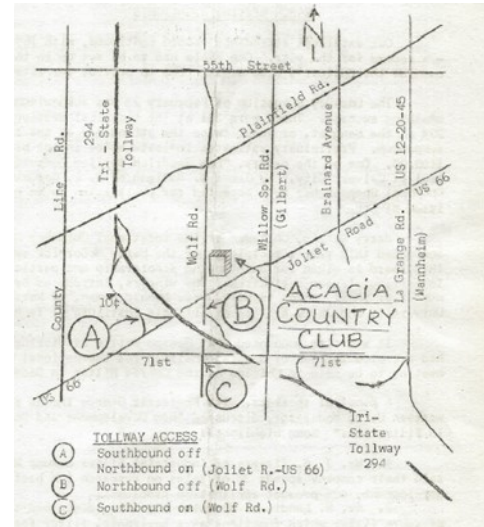 N
55th Street
Plainfield Rd.
294
Tri - State
Tollway
Line Rd.
County
Wolf Rd.
Willow So. Rd.
(Gilbert)
Brainard Avenue
US 12-20-45
La Grange Rd.
(Mannheim)
US 66
Joliet Road
10¢
A
B
C
ACACIA
COUNTRY
CLUB
71st
71st
US 66
Tri-
State
Tollway
294
TOLLWAY ACCESS
A Southbound off
Northbound on (Joliet R.-US 66)
B Northbound off (Wolf Rd.)
C Southbound on (Wolf Rd.)